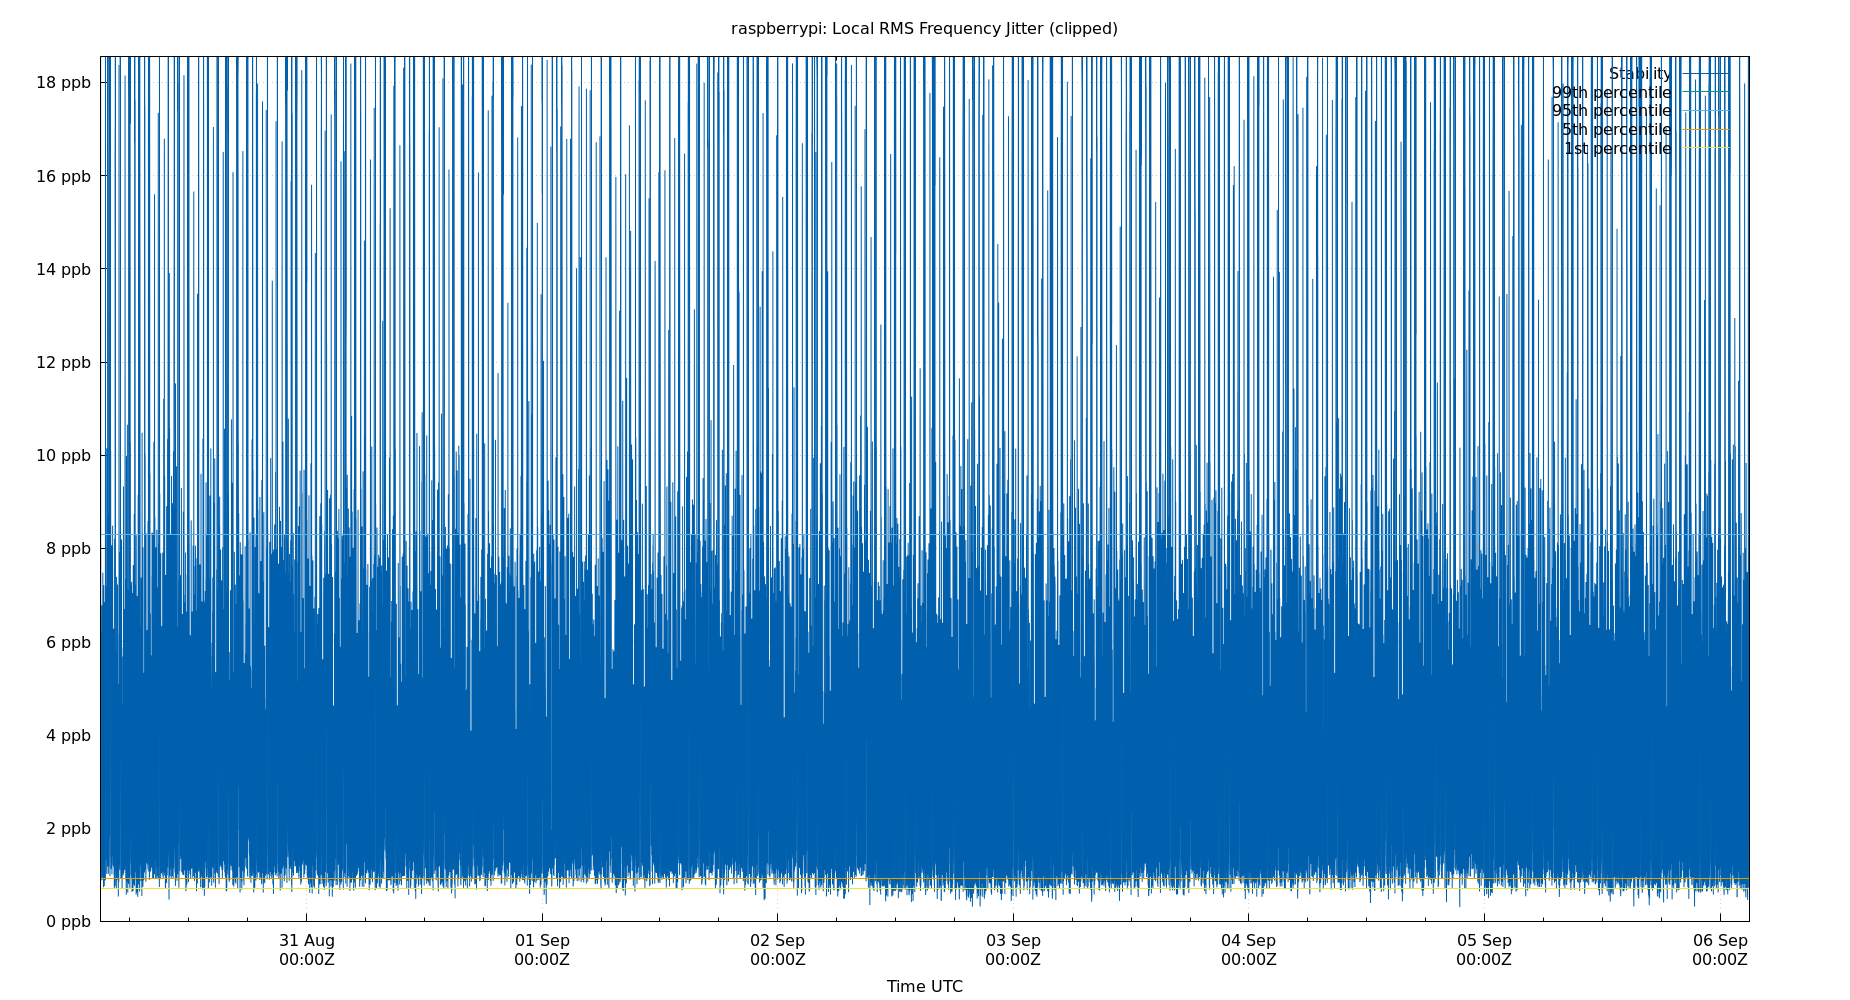 raspberrypi: Local RMS Frequency Jitter (clipped)
18 ppb
16 ppb
14 ppb
12 ppb
10 ppb
8 ppb
6 ppb
4 ppb
2 ppb
0 ppb
Stability
99th percentile
95th percentile
5th percentile
1st percentile
31 Aug
00:00Z
01 Sep
00:00Z
02 Sep
00:00Z
03 Sep
00:00Z
04 Sep
00:00Z
05 Sep
00:00Z
06 Sep
00:00Z
Time UTC